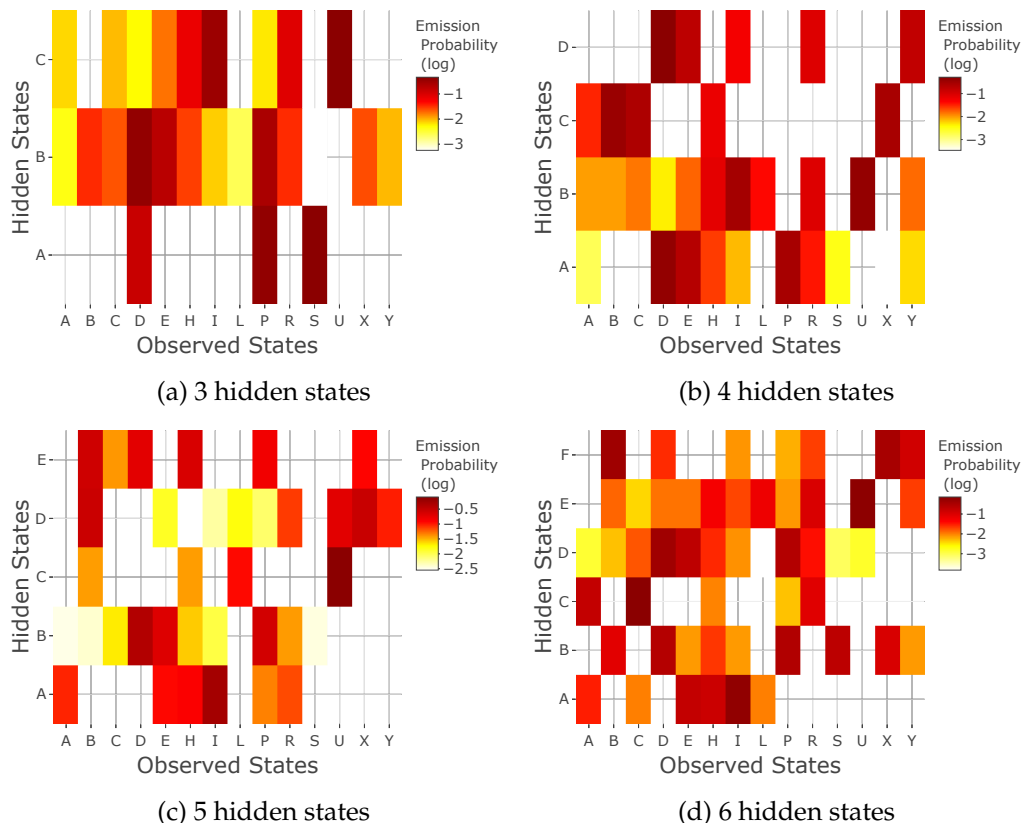 Hidden States
C
B
A
A B C D E H I L P R S U X Y
Observed States
Emission
Probability
(log)
−1
−2
−3
(a) 3 hidden states
Hidden States
D
C
B
A
A B C D E H I L P R S U X Y
Observed States
Emission
Probability
(log)
−1
−2
−3
(b) 4 hidden states
Hidden States
E
D
C
B
A
A B C D E H I L P R S U X Y
Observed States
Emission
Probability
(log)
−0.5
−1
−1.5
−2
−2.5
(c) 5 hidden states
Hidden States
F
E
D
C
B
A
A B C D E H I L P R S U X Y
Observed States
Emission
Probability
(log)
−1
−2
−3
(d) 6 hidden states